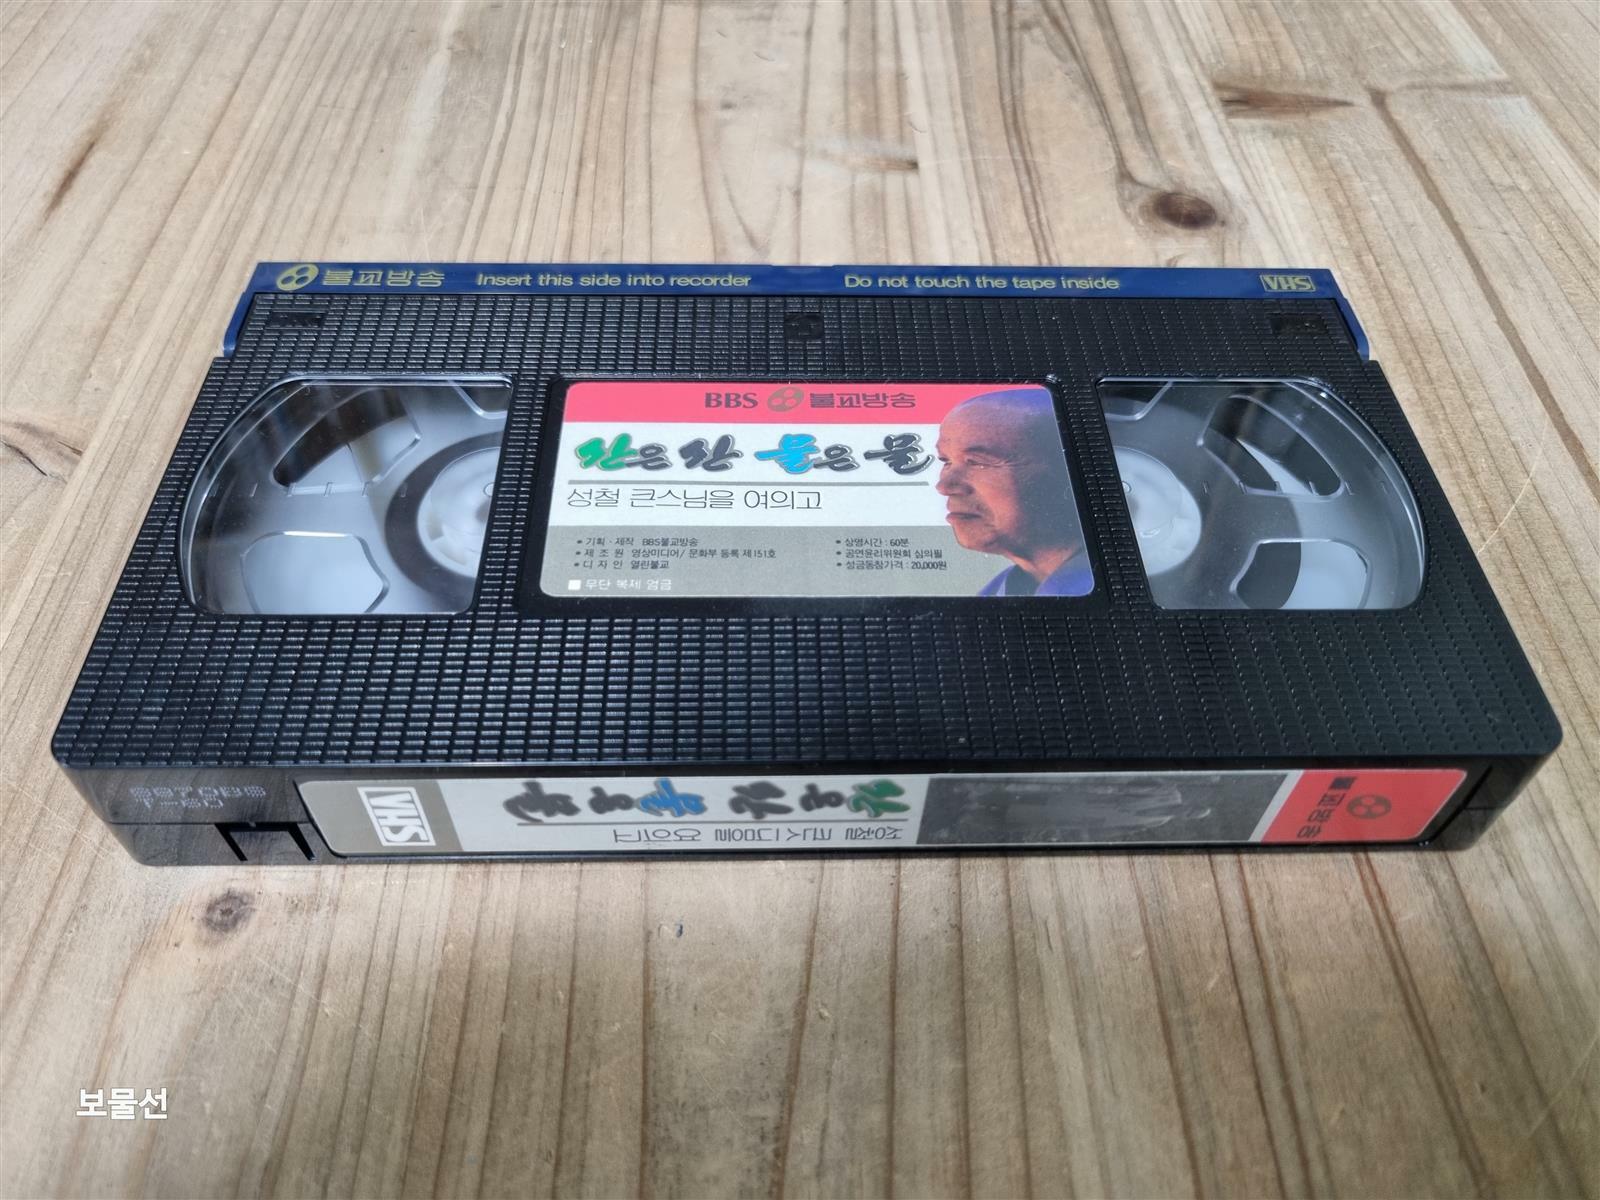 불교방송 Insert this side into recorder Do not touch the tape inside VHS
BBS 불교방송
산은 산 물은 물
성철 큰스님을 여의고
• 기획 · 제작 BBS불교방송
• 제 조 원 영상미디어/ 문화부 등록 제151호
• 디 자 인 열린불교
• 상영시간 : 60분
• 공연윤리위원회 심의필
• 성금동참가격 : 20,000원
■ 무단 복제 엄금
불교방송
산은 산 물은 물
성철 큰스님을 여의고
VHS
T-60
보물선